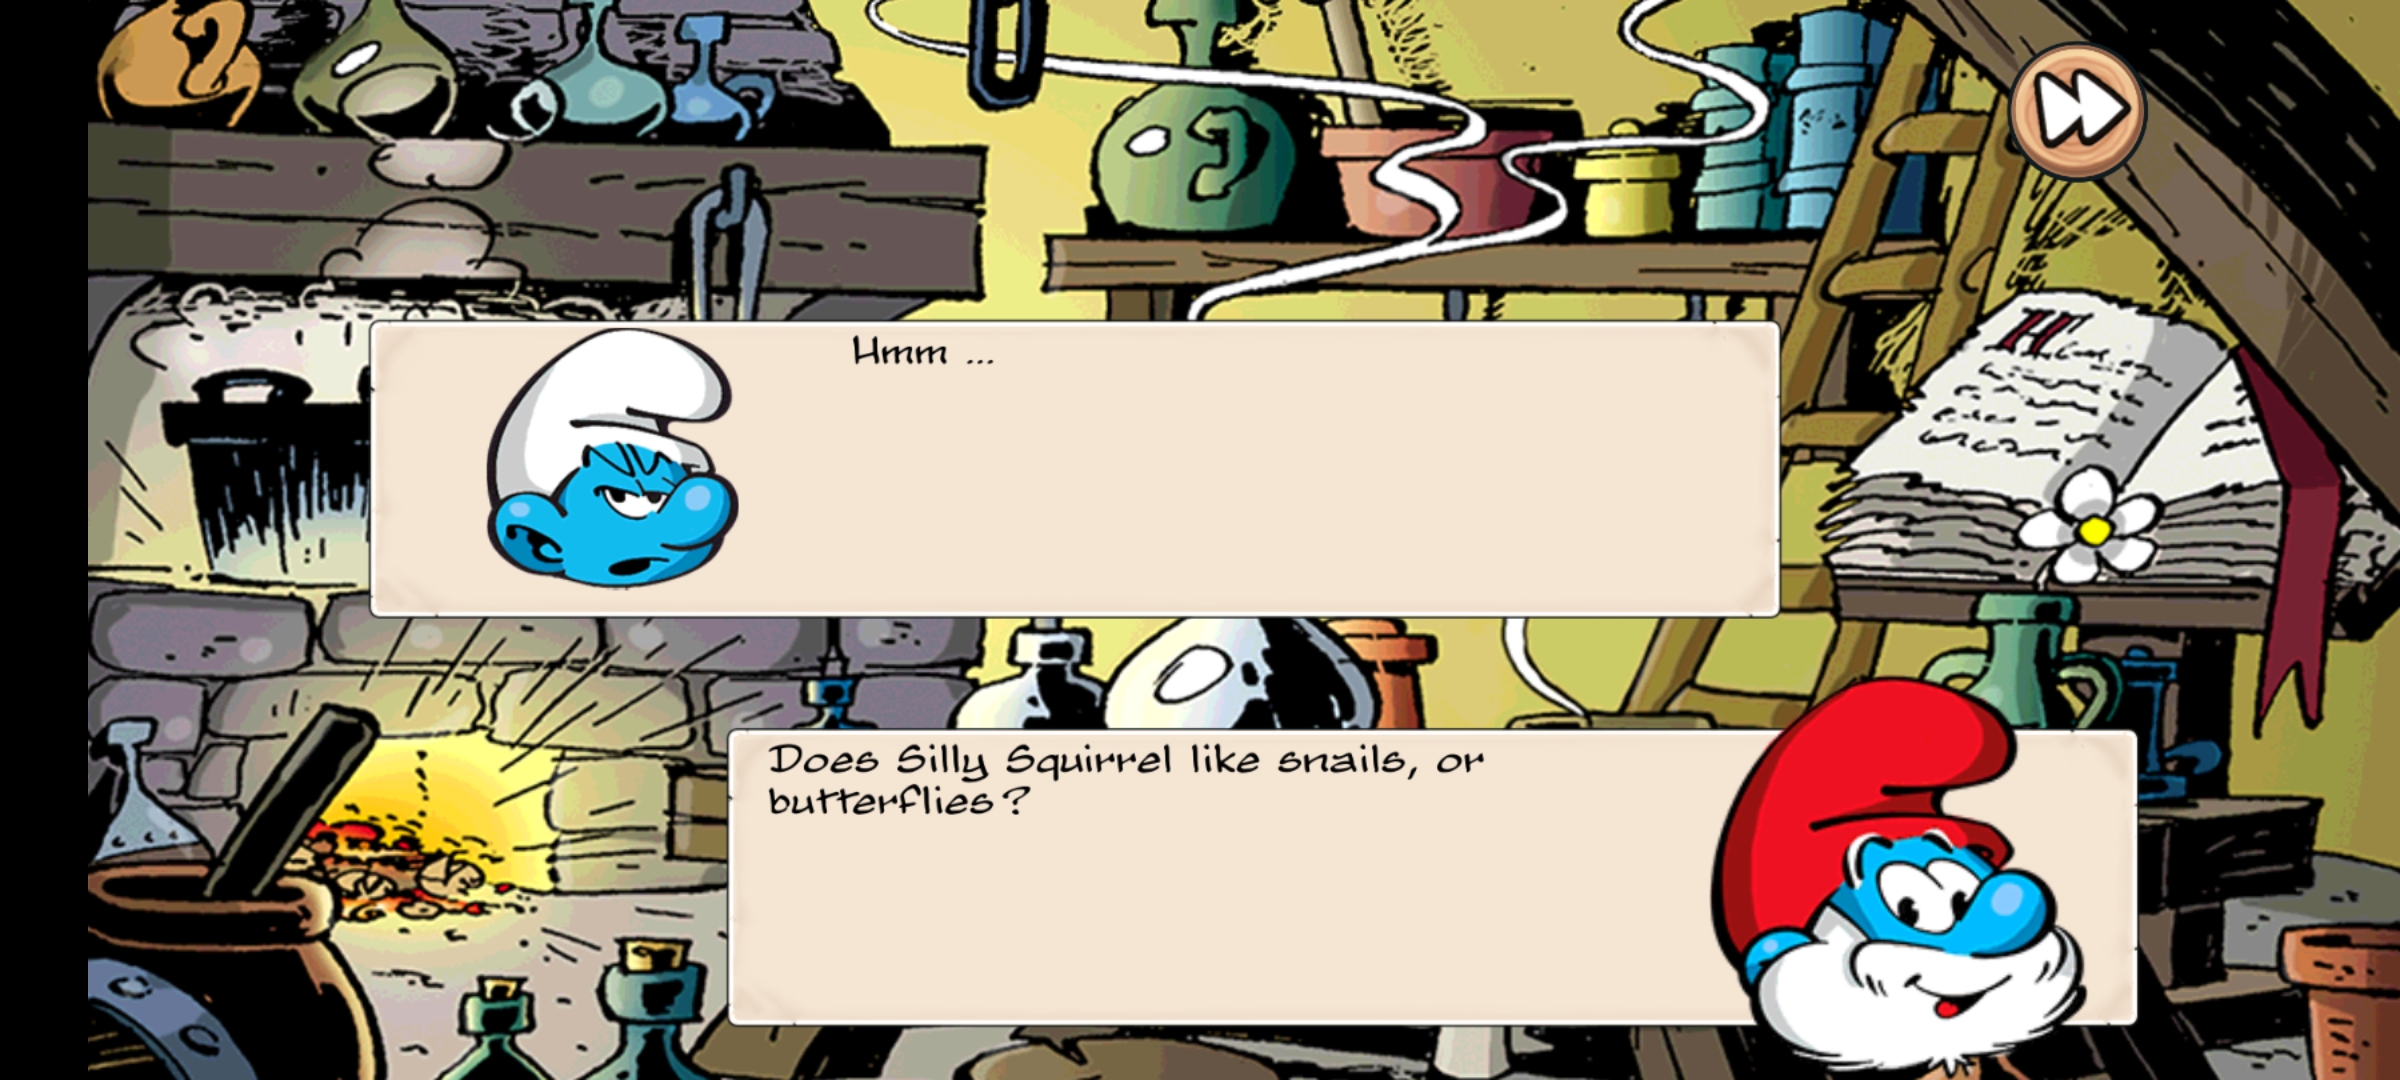 Hmm ...
Does Silly Squirrel like snails, or
butterflies?